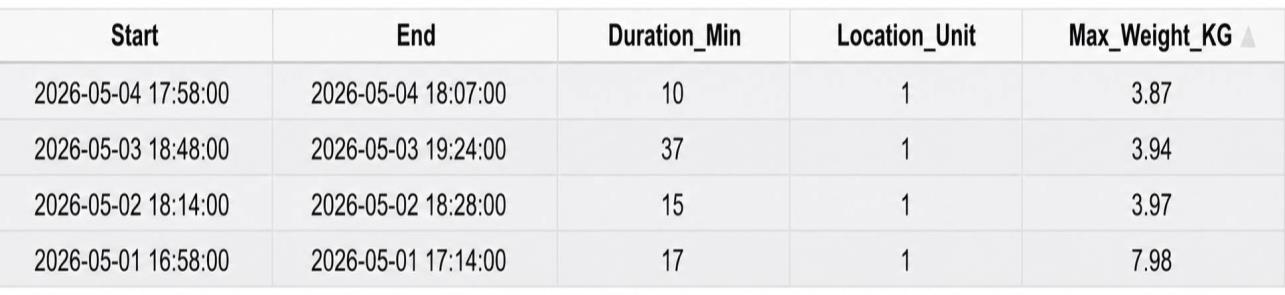 Start End Duration_Min Location_Unit Max_Weight_KG
2026-05-04 17:58:00 2026-05-04 18:07:00 10 1 3.87
2026-05-03 18:48:00 2026-05-03 19:24:00 37 1 3.94
2026-05-02 18:14:00 2026-05-02 18:28:00 15 1 3.97
2026-05-01 16:58:00 2026-05-01 17:14:00 17 1 7.98